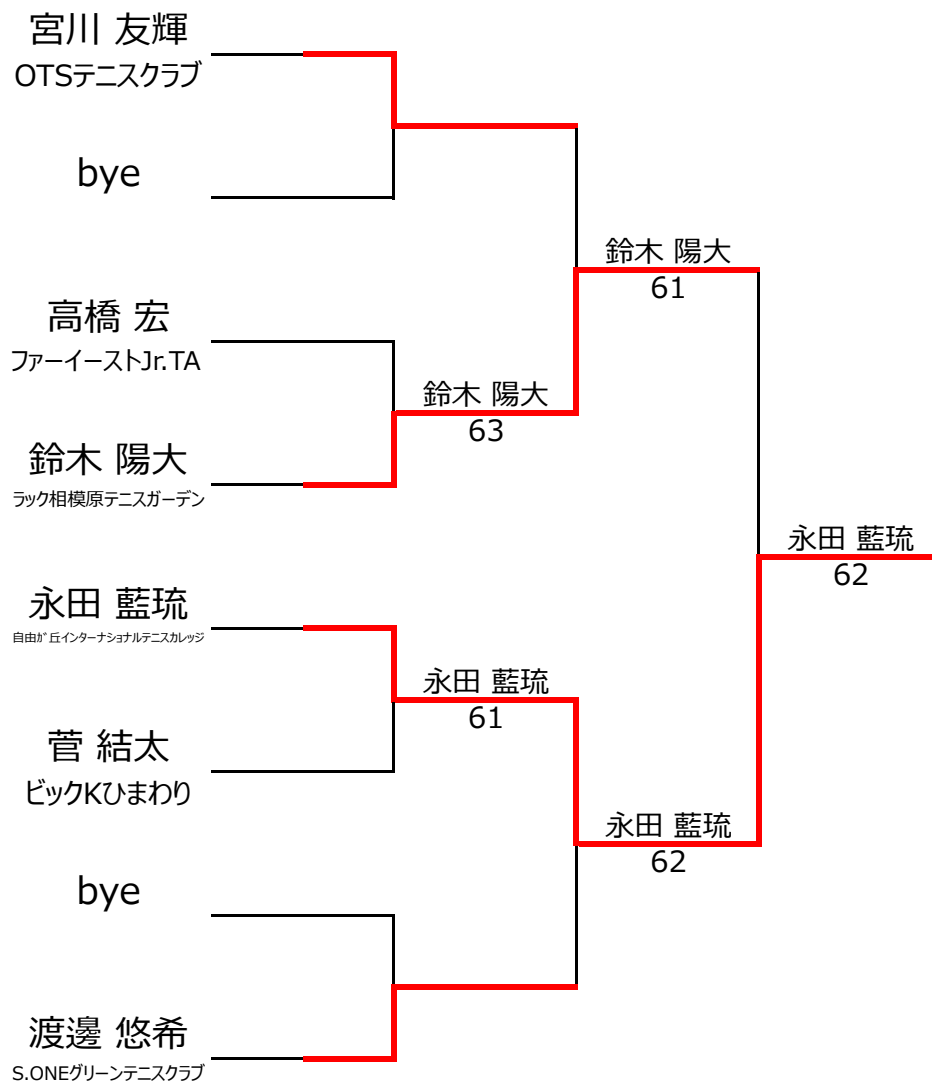 宮川 友輝
OTSテニスクラブ
bye
高橋 宏
ファーイーストJr.TA
鈴木 陽大
ラック相模原テニスガーデン
永田 藍琉
自由が丘インターナショナルテニスカレッジ
菅 結太
ビックKひまわり
bye
渡邊 悠希
S.ONEグリーンテニスクラブ
鈴木 陽大
63
永田 藍琉
61
鈴木 陽大
61
永田 藍琉
62
永田 藍琉
62